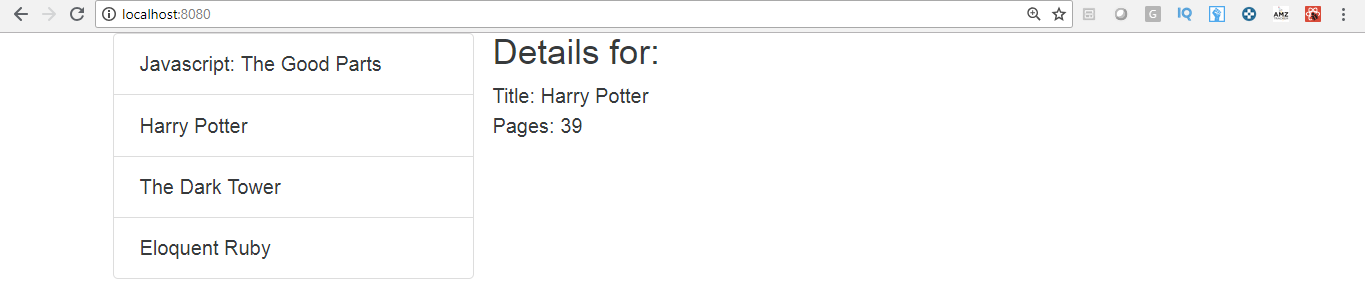 localhost:8080
G
IQ
AMZ
Javascript: The Good Parts
Harry Potter
The Dark Tower
Eloquent Ruby
Details for:
Title: Harry Potter
Pages: 39